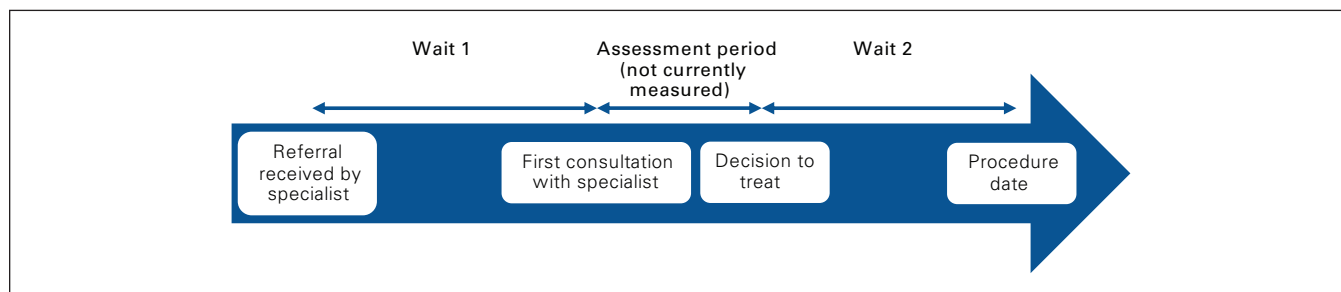 Wait 1
Assessment period
(not currently
measured)
Wait 2
Referral
received by
specialist
First consultation
with specialist
Decision to
treat
Procedure
date